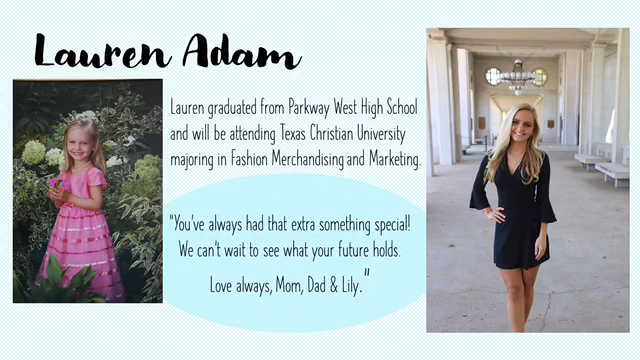 Lauren Adam
Lauren graduated from Parkway West High School
and will be attending Texas Christian University
majoring in Fashion Merchandising and Marketing.
"You've always had that extra something special!
We can't wait to see what your future holds.
Love always, Mom, Dad & Lily."